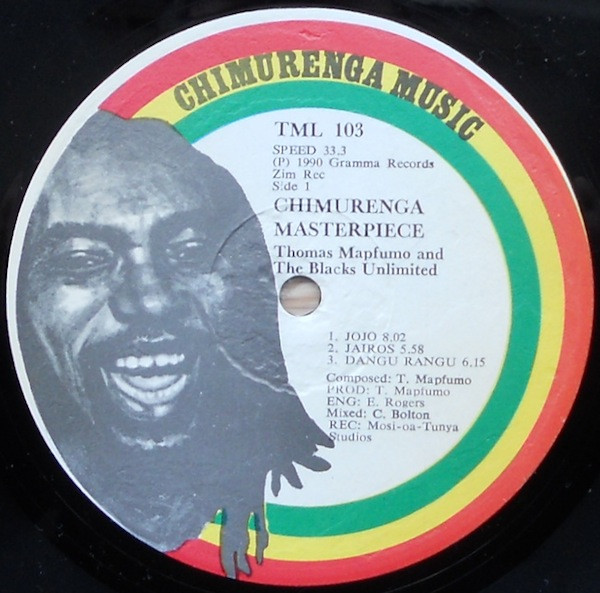 CHIMURENGA MUSIC
TML 103
SPEED 33.3
(P) 1990 Gramma Records
Zim Rec
Side 1
CHIMURENGA
MASTERPIECE
Thomas Mapfumo and
The Blacks Unlimited
1. JOJO 8.02
2. JAIROS 5.58
3. DANGU RANGU 6.15
Composed: T. Mapfumo
PROD: T. Mapfumo
ENG: E. Rogers
Mixed: C. Bolton
REC: Mosi-oa-Tunya
Studios